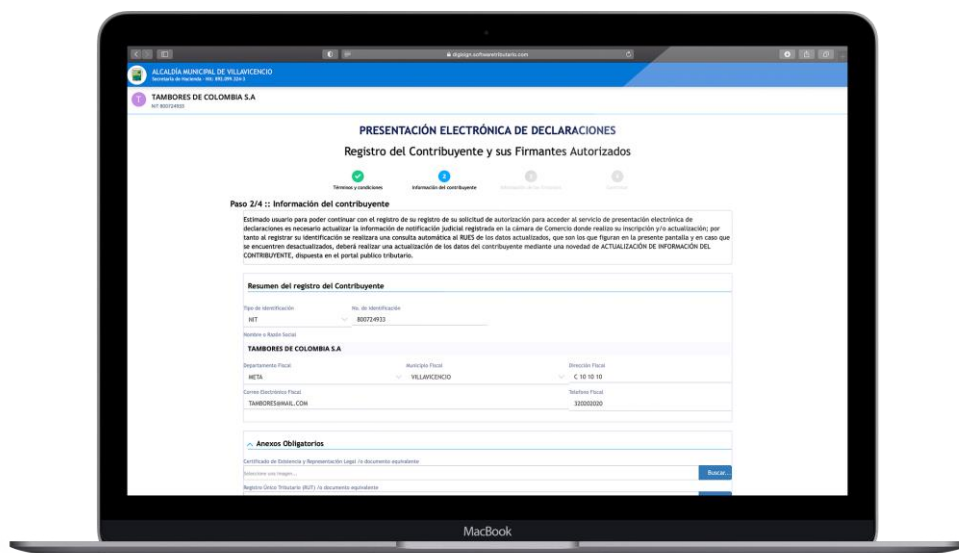 digisign.softwaretributario.com
ALCALDÍA MUNICIPAL DE VILLAVICENCIO
Secretaría de Hacienda - Nit: 892.099.324-3
T
TAMBORES DE COLOMBIA S.A
NIT 800724933
PRESENTACIÓN ELECTRÓNICA DE DECLARACIONES
Registro del Contribuyente y sus Firmantes Autorizados
2
3
4
Términos y condiciones
Información del contribuyente
Paso 2/4 :: Información del contribuyente
Estimado usuario para poder continuar con el registro de su registro de su solicitud de autorización para acceder al servicio de presentación electrónica de
declaraciones es necesario actualizar la información de notificación judicial registrada en la cámara de Comercio donde realizo su inscripción y/o actualización; por
tanto al registrar su identificación se realizara una consulta automática al RUES de los datos actualizados, que son los que figuran en la presente pantalla y en caso que
se encuentren desactualizados, deberá realizar una actualización de los datos del contribuyente mediante una novedad de ACTUALIZACIÓN DE INFORMACIÓN DEL
CONTRIBUYENTE, dispuesta en el portal publico tributario.
Resumen del registro del Contribuyente
Tipo de identificación
No. de identificación
NIT
800724933
Nombre o Razón Social
TAMBORES DE COLOMBIA S.A
Departamento Fiscal
Municipio Fiscal
Dirección Fiscal
META
VILLAVICENCIO
C 10 10 10
Correo Electrónico Fiscal
Telefono Fiscal
TAMBORES@MAIL.COM
320202020
Anexos Obligatorios
Certificado de Existencia y Representación Legal /o documento equivalente
Seleccione una imagen...
Buscar...
Registro Único Tributario (RUT) /o documento equivalente
MacBook